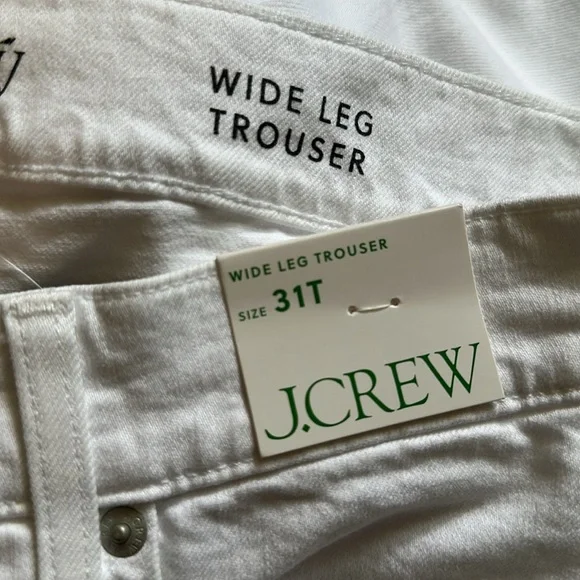 WIDE LEG
TROUSER
WIDE LEG TROUSER
SIZE 31T
J.CREW